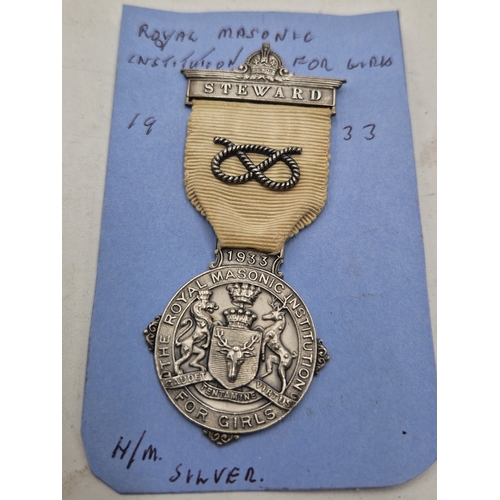 ROYAL MASONIC
INSTITUTION FOR GIRLS
STEWARD
19 33
1933
THE ROYAL MASONIC INSTITUTION
FOR GIRLS
H/M.
SILVER.